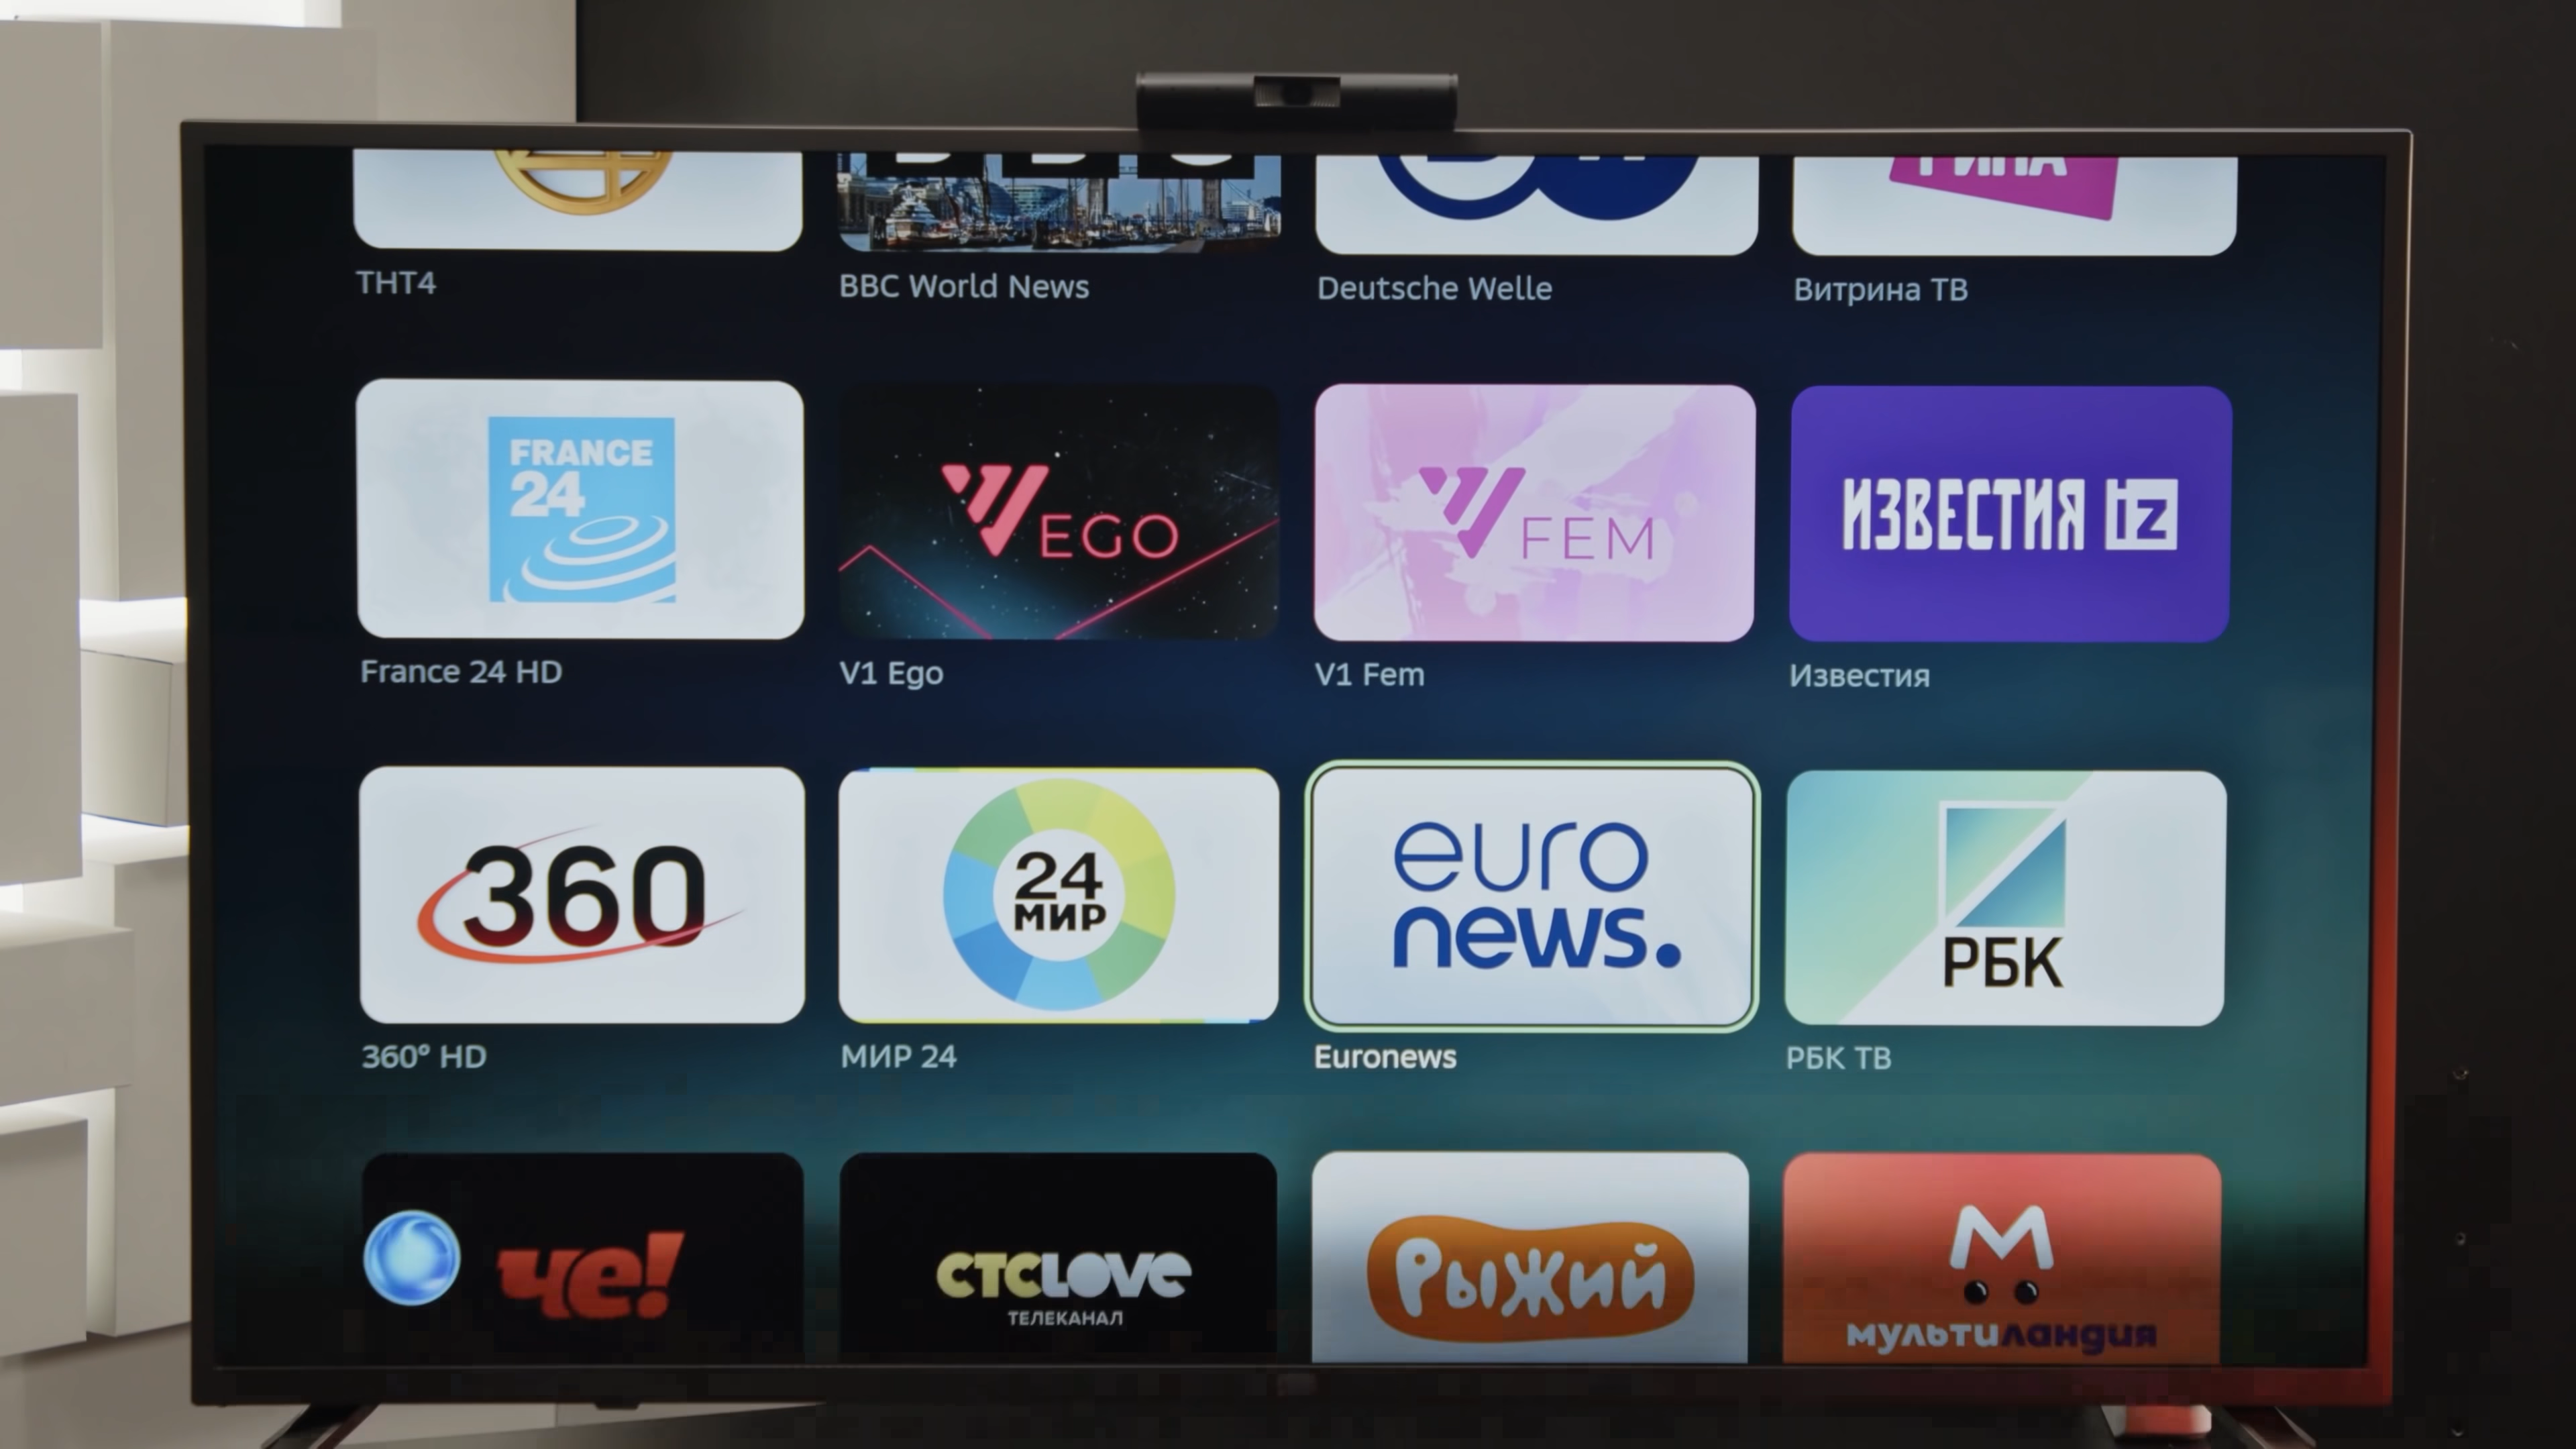 BBC
THT4
BBC World News
Deutsche Welle
Витрина ТВ
FRANCE
24
EGO
FEM
ИЗВЕСТИЯ iz
France 24 HD
V1 Ego
V1 Fem
Известия
360
24
МИР
euro
news.
РБК
360° HD
МИР 24
Euronews
РБК ТВ
че!
СТСLOVE
ТЕЛЕКАНАЛ
Рыжий
М
мультиландия